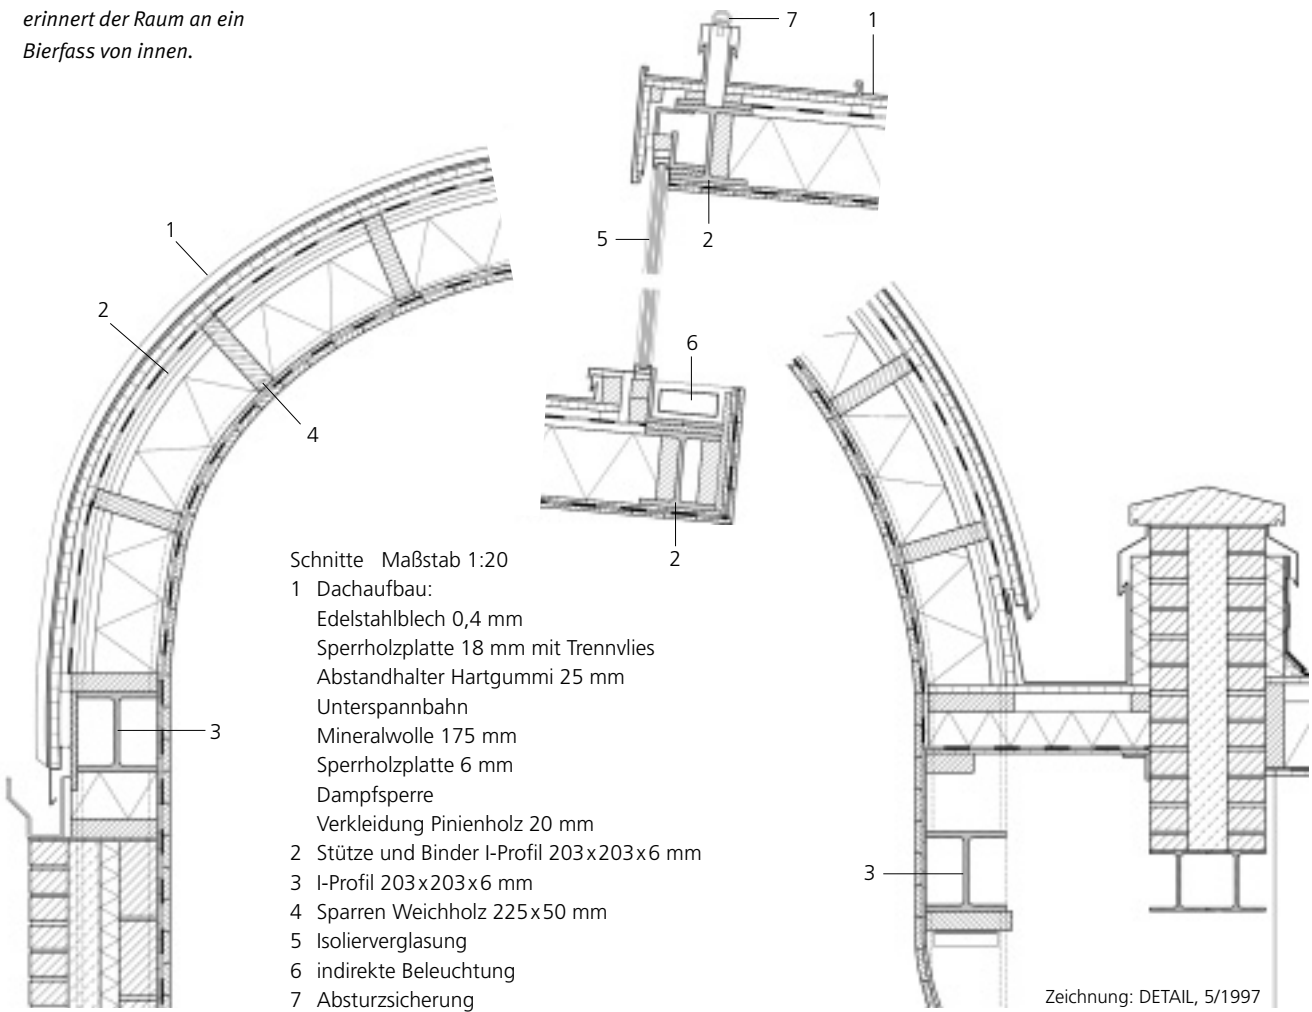 erinnert der Raum an ein
Bierfass von innen.
7
1
1
5
2
2
6
4
2
3
3
Schnitte Maßstab 1:20
1 Dachaufbau:
Edelstahlblech 0,4 mm
Sperrholzplatte 18 mm mit Trennvlies
Abstandhalter Hartgummi 25 mm
Unterspannbahn
Mineralwolle 175 mm
Sperrholzplatte 6 mm
Dampfsperre
Verkleidung Pinienholz 20 mm
2 Stütze und Binder I-Profil 203x203x6 mm
3 I-Profil 203x203x6 mm
4 Sparren Weichholz 225x50 mm
5 Isolierverglasung
6 indirekte Beleuchtung
7 Absturzsicherung
Zeichnung: DETAIL, 5/1997